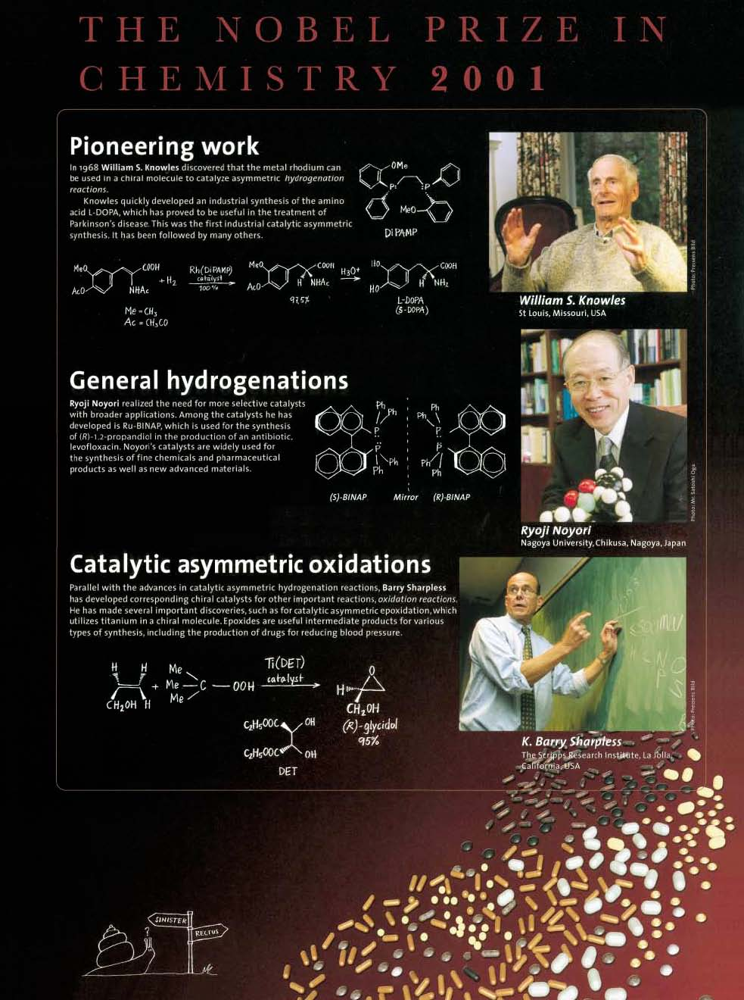 THE NOBEL PRIZE IN
CHEMISTRY 2001
Pioneering work
In 1968 William S. Knowles discovered that the metal rhodium can
be used in a chiral molecule to catalyze asymmetric hydrogenation
reactions.
Knowles quickly developed an industrial synthesis of the amino
acid L-DOPA, which has proved to be useful in the treatment of
Parkinson's disease. This was the first industrial catalytic asymmetric
synthesis. It has been followed by many others.
OMe
P: :P
MeO
DiPAMP
MeO COOH
AcO NHAc
+ H₂
Rh(DiPAMP)
catalyst
100%
MeO COOH
AcO H NHAc
97,5%
H₃O⁺
HO COOH
HO H NH₂
L-DOPA
(S-DOPA)
Me = CH₃
Ac = CH₃CO
Photo: Pressens Bild
William S. Knowles
St Louis, Missouri, USA
General hydrogenations
Ryoji Noyori realized the need for more selective catalysts
with broader applications. Among the catalysts he has
developed is Ru-BINAP, which is used for the synthesis
of (R)-1,2-propandiol in the production of an antibiotic,
levofloxacin. Noyori's catalysts are widely used for
the synthesis of fine chemicals and pharmaceutical
products as well as new advanced materials.
Ph Ph Ph Ph
P P
P P
Ph Ph Ph Ph
(S)-BINAP Mirror (R)-BINAP
Photo: Mr. Satoshi Oga
Ryoji Noyori
Nagoya University, Chikusa, Nagoya, Japan
Catalytic asymmetric oxidations
Parallel with the advances in catalytic asymmetric hydrogenation reactions, Barry Sharpless
has developed corresponding chiral catalysts for other important reactions, oxidation reactions.
He has made several important discoveries, such as for catalytic asymmetric epoxidation, which
utilizes titanium in a chiral molecule. Epoxides are useful intermediate products for various
types of synthesis, including the production of drugs for reducing blood pressure.
H H
CH₂OH H
+
Me
Me C OOH
Me
Ti(DET)
catalyst
O
H
CH₂OH
(R)-glycidol
95%
C₂H₅OOC OH
C₂H₅OOC OH
DET
Photo: Pressens Bild
K. Barry Sharpless
The Scripps Research Institute, La Jolla,
California, USA
SINISTER
?
RECTUS